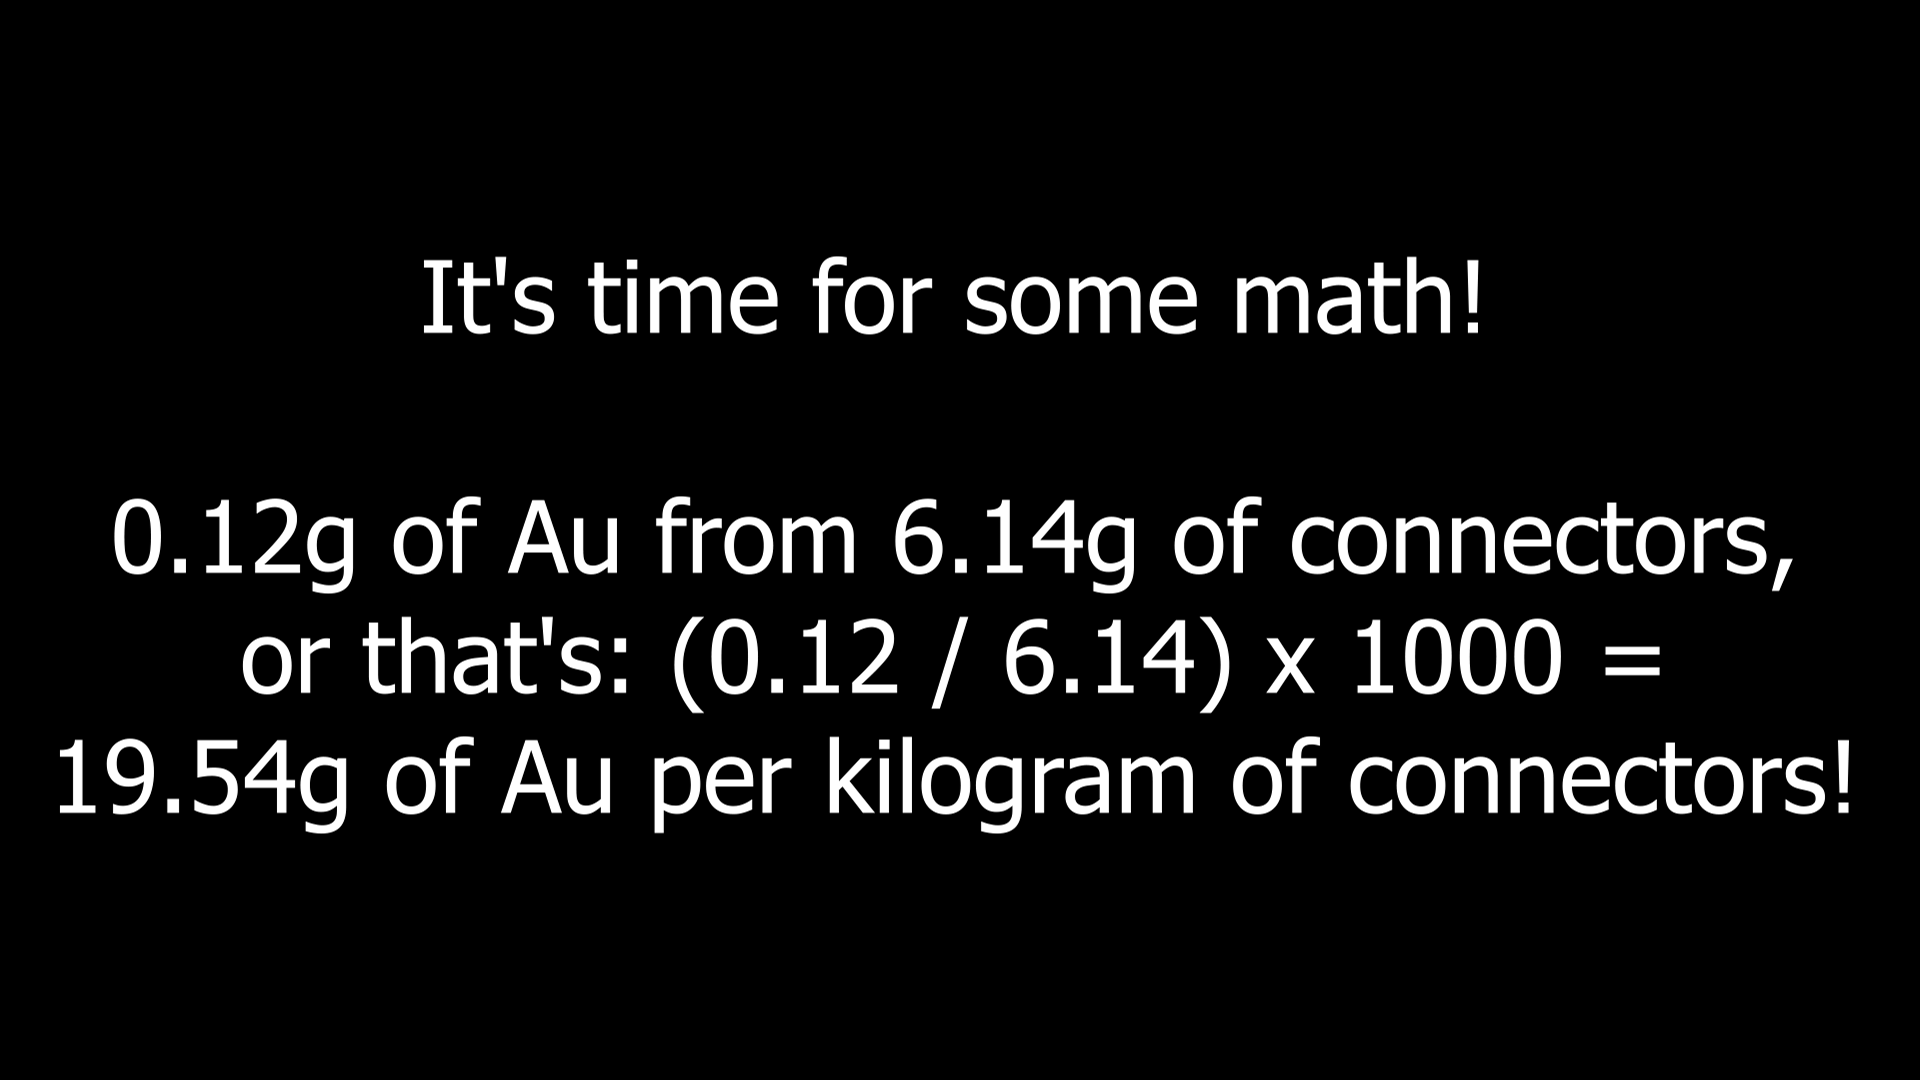 It's time for some math!
0.12g of Au from 6.14g of connectors,
or that's: (0.12 / 6.14) x 1000 =
19.54g of Au per kilogram of connectors!